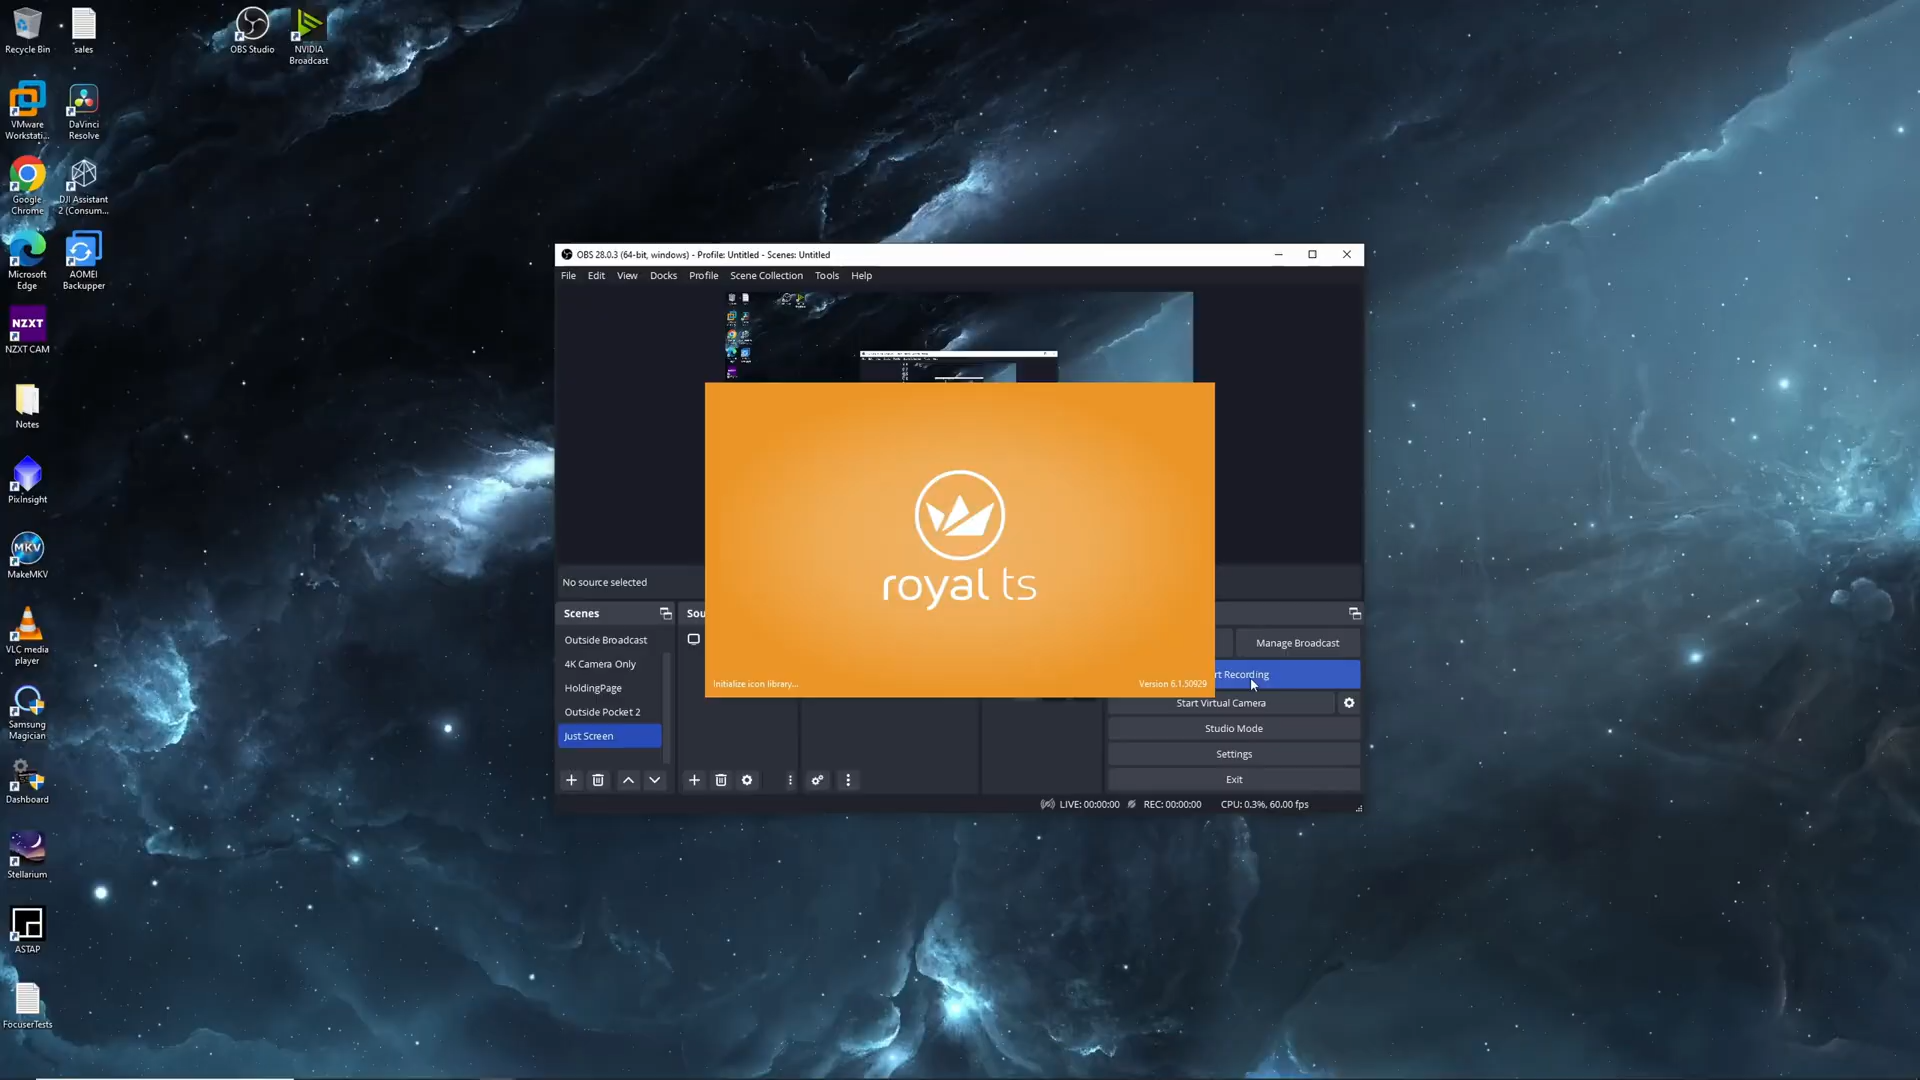 Recycle Bin
sales
OBS Studio
NVIDIA
Broadcast
VMware
Workstati...
DaVinci
Resolve
Google
Chrome
DJI Assistant
2 (Consum...
Microsoft
Edge
AOMEI
Backupper
NZXT
NZXT CAM
Notes
PixInsight
MKV
MakeMKV
VLC media
player
Samsung
Magician
Dashboard
Stellarium
ASTAP
FocuserTests
OBS 28.0.3 (64-bit, windows) - Profile: Untitled - Scenes: Untitled
File Edit View Docks Profile Scene Collection Tools Help
royal ts
Initialize icon library...
Version 6.1.50929
No source selected
Scenes
Sou
Outside Broadcast
4K Camera Only
HoldingPage
Outside Pocket 2
Just Screen
Manage Broadcast
rt Recording
Start Virtual Camera
Studio Mode
Settings
Exit
LIVE: 00:00:00 REC: 00:00:00 CPU: 0.3%, 60.00 fps